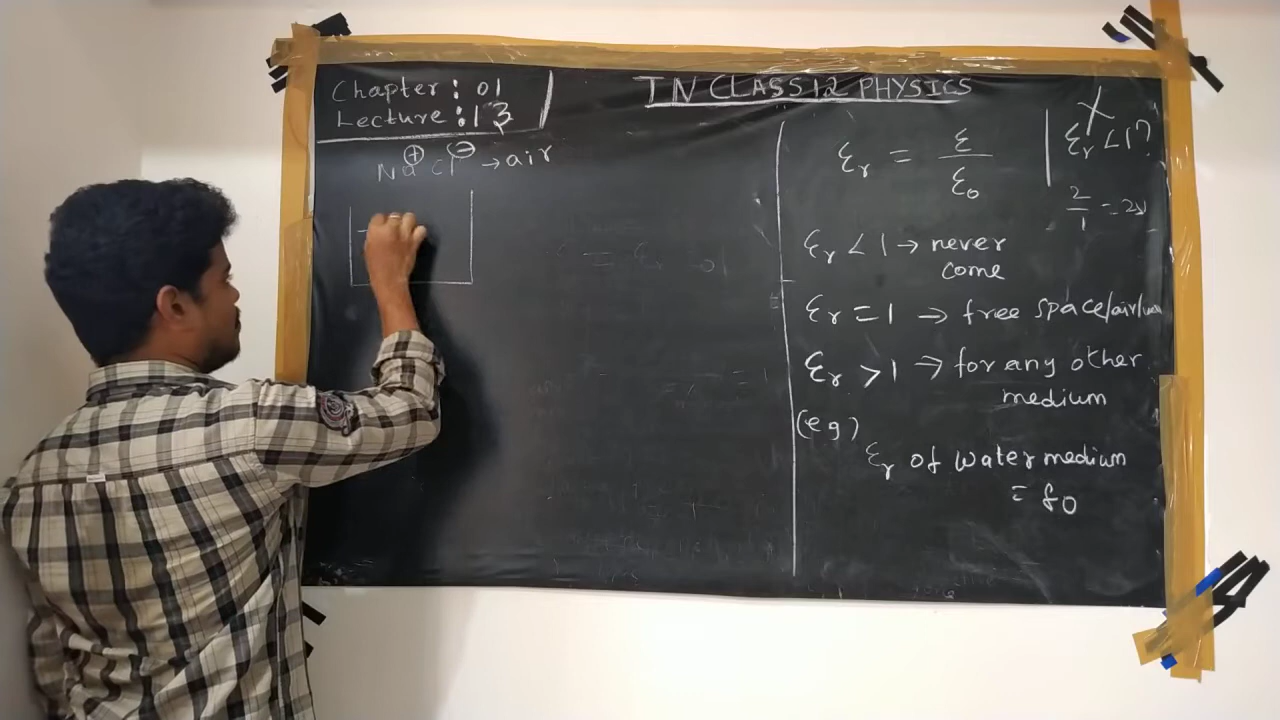 TN CLASS 12 PHYSICS
Chapter : 01
Lecture : 13
Na⊕ Cl⊖ → air
εr = ε/ε0
εr < 1 ?
2/1 = 2
εr < 1 → never
come
εr = 1 → free space/air/
εr > 1 → for any other
medium
(eg)
εr of water medium
= 80